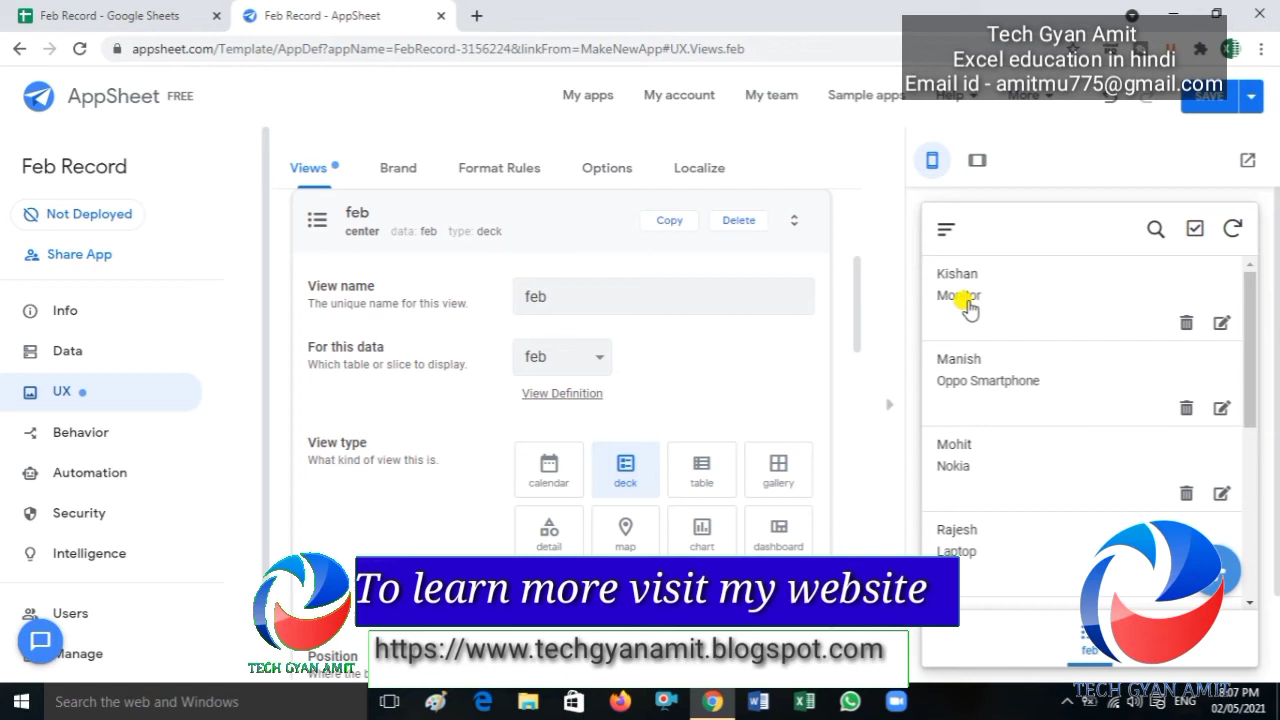 Feb Record - Google Sheets
Feb Record - AppSheet
appsheet.com/Template/AppDef?appName=FebRecord-3156224&linkFrom=MakeNewApp#UX.Views.feb
Tech Gyan Amit
Excel education in hindi
Email id - amitmu775@gmail.com
AppSheet FREE
My apps
My account
My team
Sample apps
Help
More
SAVE
Feb Record
Not Deployed
Share App
Info
Data
UX
Behavior
Automation
Security
Intelligence
Users
Manage
Views
Brand
Format Rules
Options
Localize
feb
center data: feb type: deck
Copy
Delete
View name
The unique name for this view.
feb
For this data
Which table or slice to display.
feb
View Definition
View type
What kind of view this is.
calendar
deck
table
gallery
detail
map
chart
dashboard
Position
Kishan
Monitor
Manish
Oppo Smartphone
Mohit
Nokia
Rajesh
Laptop
feb
To learn more visit my website
https://www.techgyanamit.blogspot.com
TECH GYAN AMIT
TECH GYAN AMIT
Search the web and Windows
ENG
8:07 PM
02/05/2021